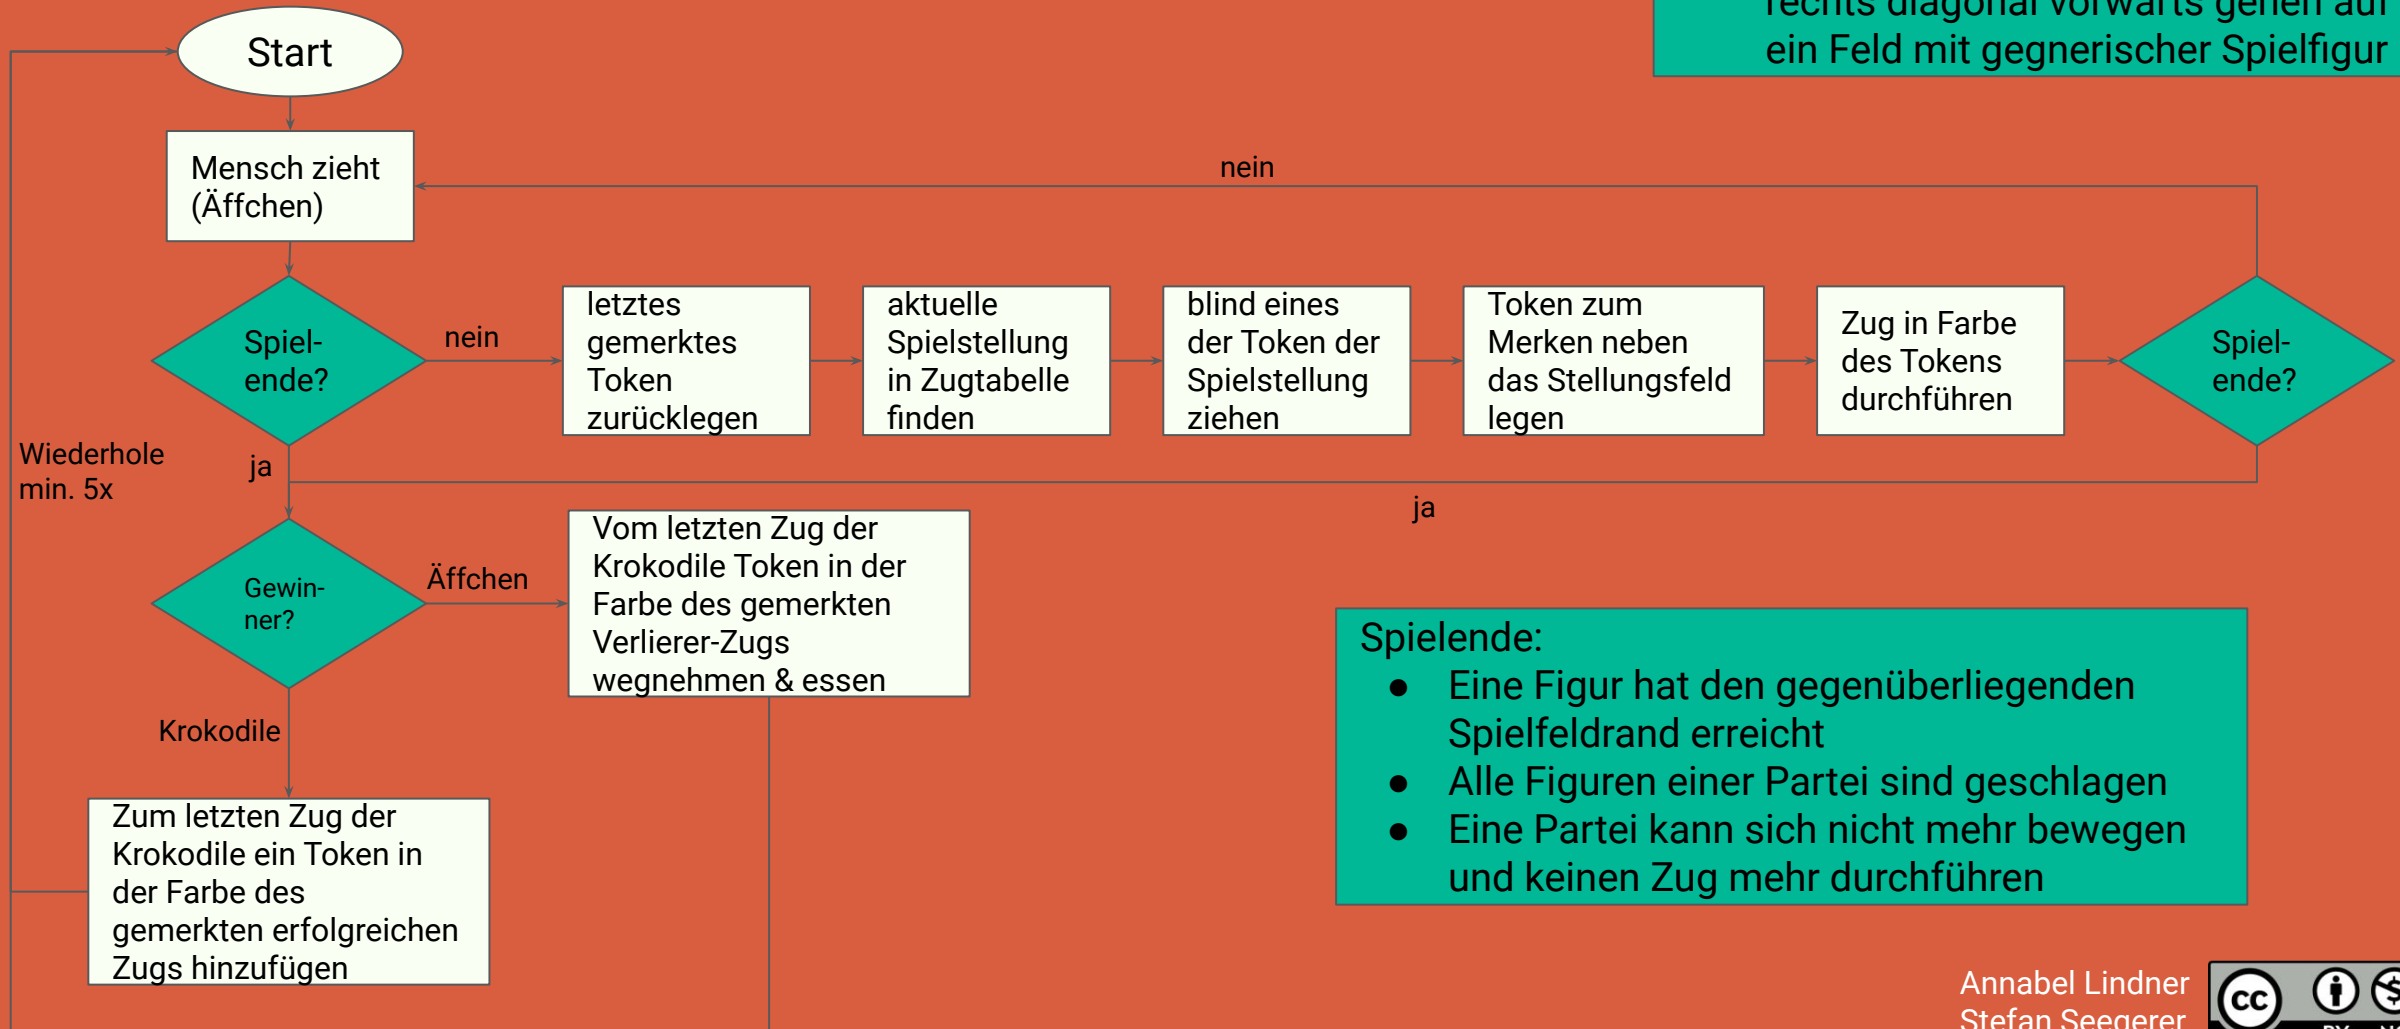 rechts diagonal vorwärts gehen auf
ein Feld mit gegnerischer Spielfigur
Start
Mensch zieht
(Äffchen)
nein
Spiel-
ende?
nein
letztes
gemerktes
Token
zurücklegen
aktuelle
Spielstellung
in Zugtabelle
finden
blind eines
der Token der
Spielstellung
ziehen
Token zum
Merken neben
das Stellungsfeld
legen
Zug in Farbe
des Tokens
durchführen
Spiel-
ende?
Wiederhole
min. 5x
ja
ja
Gewin-
ner?
Äffchen
Vom letzten Zug der
Krokodile Token in der
Farbe des gemerkten
Verlierer-Zugs
wegnehmen & essen
Krokodile
Zum letzten Zug der
Krokodile ein Token in
der Farbe des
gemerkten erfolgreichen
Zugs hinzufügen
Spielende:
● Eine Figur hat den gegenüberliegenden
Spielfeldrand erreicht
● Alle Figuren einer Partei sind geschlagen
● Eine Partei kann sich nicht mehr bewegen
und keinen Zug mehr durchführen
Annabel Lindner
Stefan Seegerer
cc